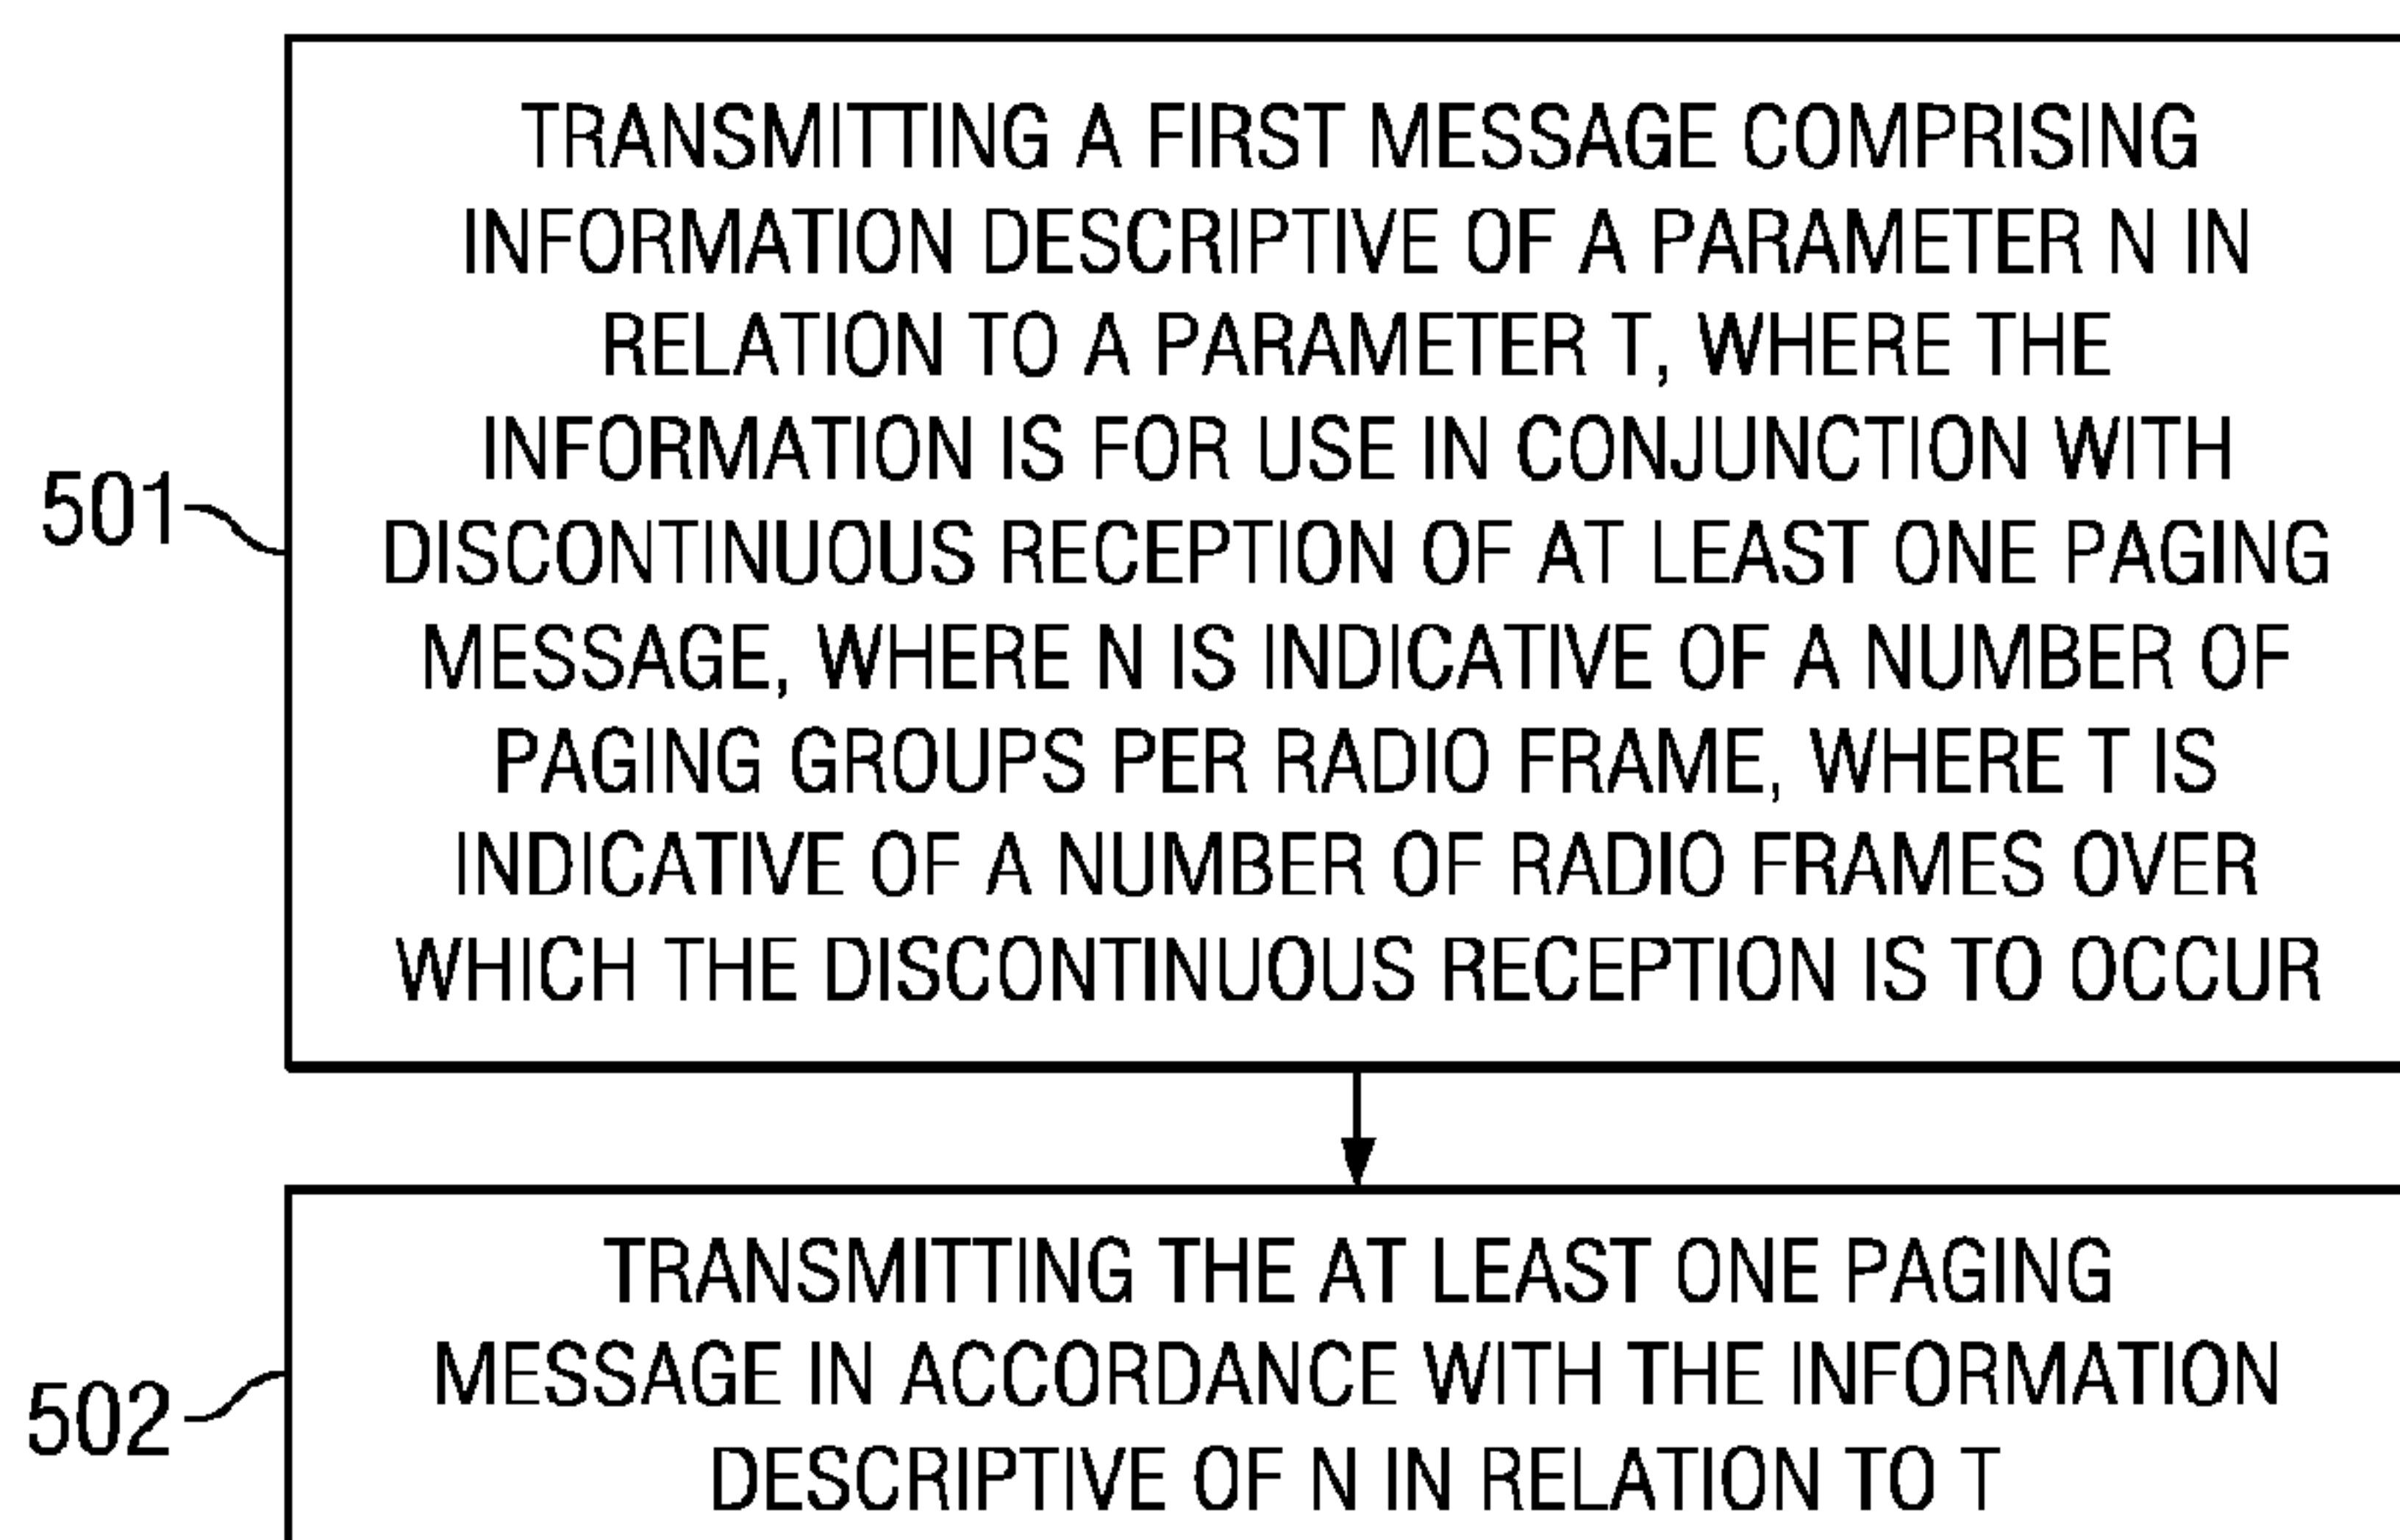 TRANSMITTING A FIRST MESSAGE COMPRISING
INFORMATION DESCRIPTIVE OF A PARAMETER N IN
RELATION TO A PARAMETER T, WHERE THE
INFORMATION IS FOR USE IN CONJUNCTION WITH
501
DISCONTINUOUS RECEPTION OF AT LEAST ONE PAGING
MESSAGE, WHERE N IS INDICATIVE OF A NUMBER OF
PAGING GROUPS PER RADIO FRAME, WHERE T IS
INDICATIVE OF A NUMBER OF RADIO FRAMES OVER
WHICH THE DISCONTINUOUS RECEPTION IS TO OCCUR
TRANSMITTING THE AT LEAST ONE PAGING
MESSAGE IN ACCORDANCE WITH THE INFORMATION
502
DESCRIPTIVE OF N IN RELATION TO T